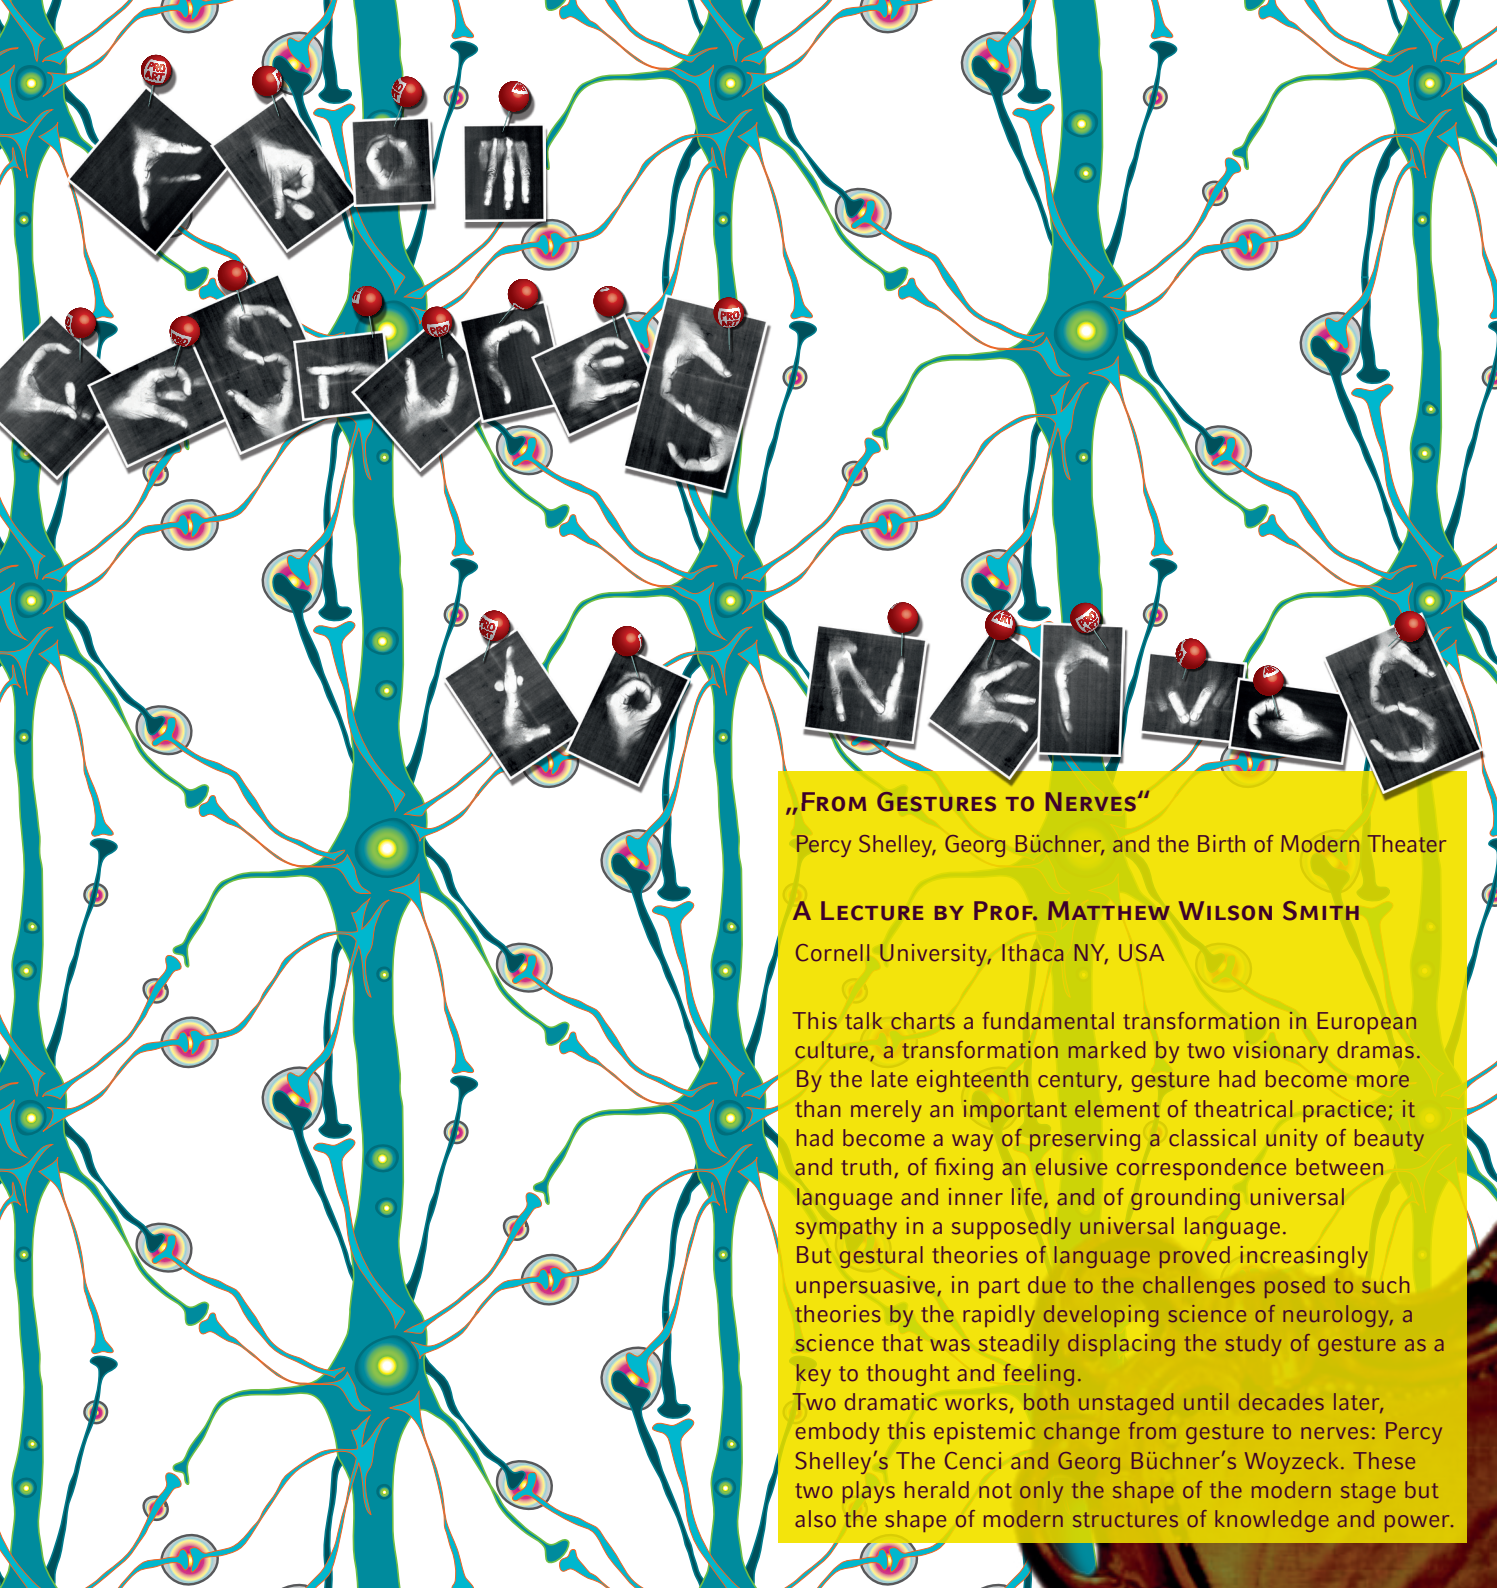 From
GeSTUreS
to
NErveS
„From Gestures to Nerves“
Percy Shelley, Georg Büchner, and the Birth of Modern Theater
A Lecture by Prof. Matthew Wilson Smith
Cornell University, Ithaca NY, USA
This talk charts a fundamental transformation in European
culture, a transformation marked by two visionary dramas.
By the late eighteenth century, gesture had become more
than merely an important element of theatrical practice; it
had become a way of preserving a classical unity of beauty
and truth, of fixing an elusive correspondence between
language and inner life, and of grounding universal
sympathy in a supposedly universal language.
But gestural theories of language proved increasingly
unpersuasive, in part due to the challenges posed to such
theories by the rapidly developing science of neurology, a
science that was steadily displacing the study of gesture as a
key to thought and feeling.
Two dramatic works, both unstaged until decades later,
embody this epistemic change from gesture to nerves: Percy
Shelley’s The Cenci and Georg Büchner’s Woyzeck. These
two plays herald not only the shape of the modern stage but
also the shape of modern structures of knowledge and power.